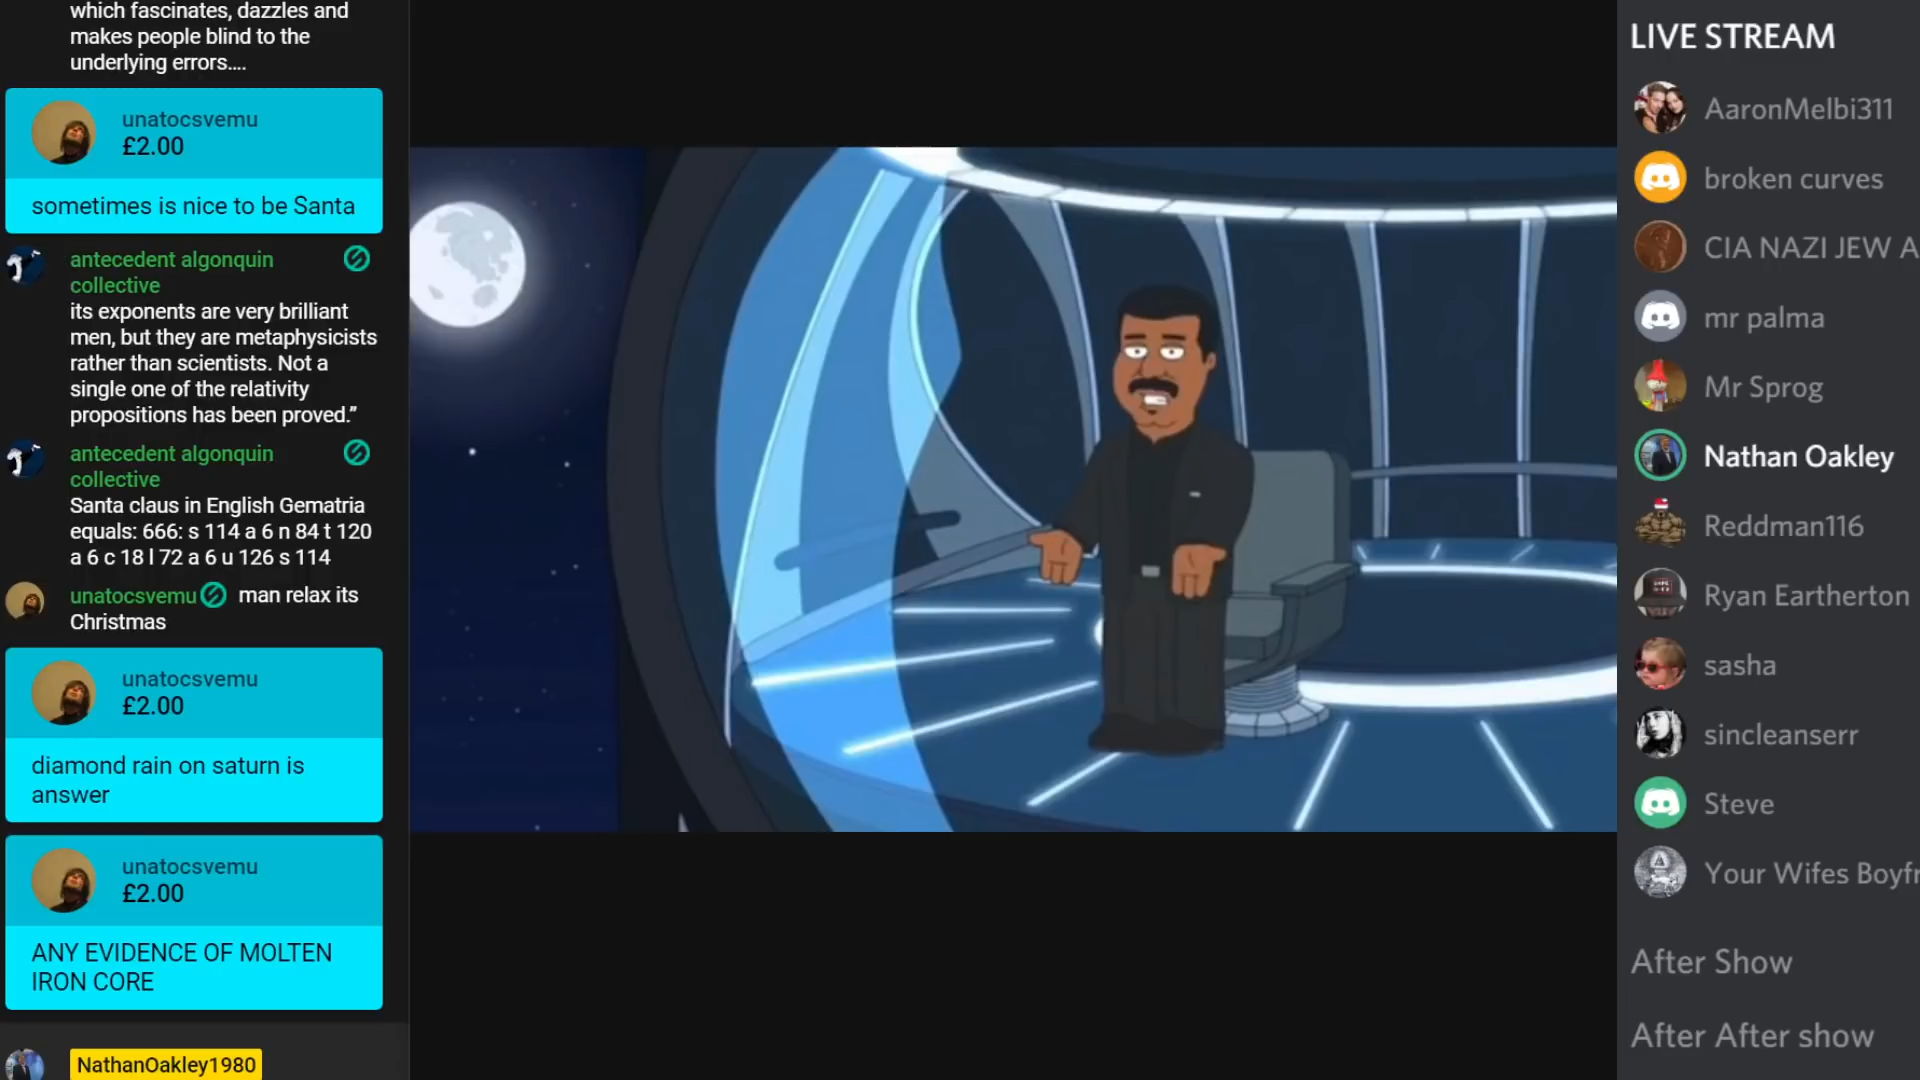 which fascinates, dazzles and
makes people blind to the
underlying errors....
unatocsvemu
£2.00
sometimes is nice to be Santa
antecedent algonquin
collective
its exponents are very brilliant
men, but they are metaphysicists
rather than scientists. Not a
single one of the relativity
propositions has been proved.”
antecedent algonquin
collective
Santa claus in English Gematria
equals: 666: s 114 a 6 n 84 t 120
a 6 c 18 l 72 a 6 u 126 s 114
unatocsvemu man relax its
Christmas
unatocsvemu
£2.00
diamond rain on saturn is
answer
unatocsvemu
£2.00
ANY EVIDENCE OF MOLTEN
IRON CORE
NathanOakley1980
LIVE STREAM
AaronMelbi311
broken curves
CIA NAZI JEW A
mr palma
Mr Sprog
Nathan Oakley
Reddman116
Ryan Eartherton
sasha
sincleanserr
Steve
Your Wifes Boyfr
After Show
After After show